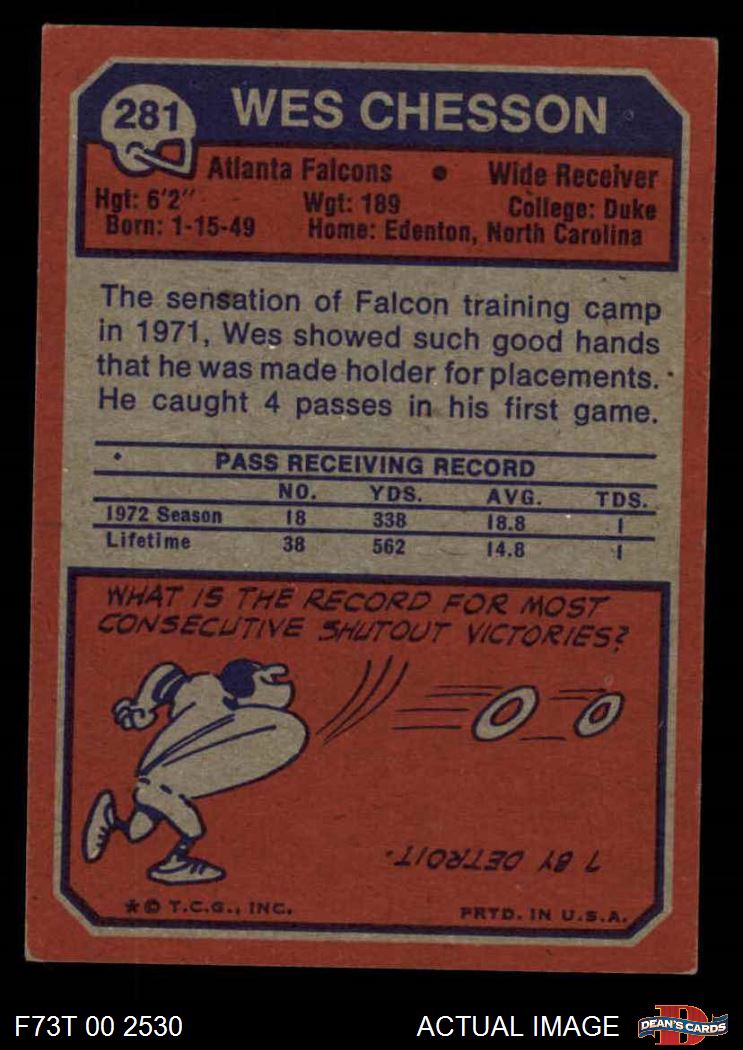 281
WES CHESSON
Atlanta Falcons • Wide Receiver
Hgt: 6'2" Wgt: 189 College: Duke
Born: 1-15-49 Home: Edenton, North Carolina
The sensation of Falcon training camp
in 1971, Wes showed such good hands
that he was made holder for placements.
He caught 4 passes in his first game.
PASS RECEIVING RECORD
NO. YDS. AVG. TDS.
1972 Season 18 338 18.8 1
Lifetime 38 562 14.8 1
WHAT IS THE RECORD FOR MOST
CONSECUTIVE SHUTOUT VICTORIES?
7 BY DETROIT.
*© T.C.G., INC. PRTD. IN U.S.A.
F73T 00 2530 ACTUAL IMAGE
D
DEAN'S CARDS